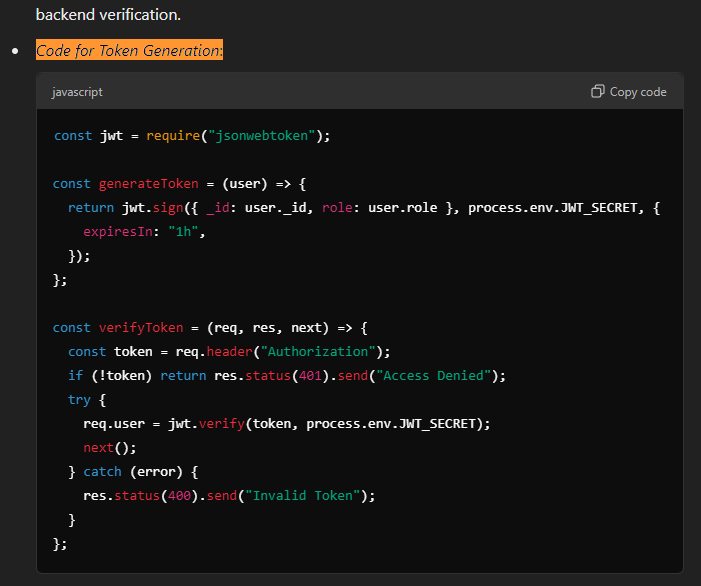 backend verification.
Code for Token Generation:
javascript Copy code
const jwt = require("jsonwebtoken");
const generateToken = (user) => {
  return jwt.sign({ _id: user._id, role: user.role }, process.env.JWT_SECRET, {
    expiresIn: "1h",
  });
};
const verifyToken = (req, res, next) => {
  const token = req.header("Authorization");
  if (!token) return res.status(401).send("Access Denied");
  try {
    req.user = jwt.verify(token, process.env.JWT_SECRET);
    next();
  } catch (error) {
    res.status(400).send("Invalid Token");
  }
};